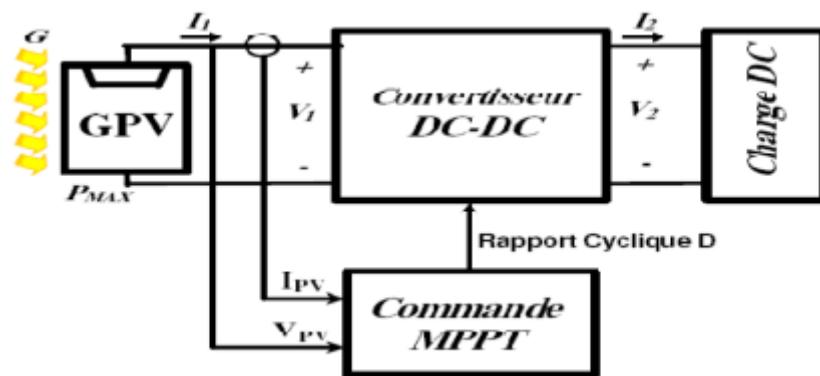 G
I1
I2
GPV
PMAX
+
V1
-
Convertisseur
DC-DC
+
V2
-
Charge DC
Rapport Cyclique D
IPV
VPV
Commande
MPPT